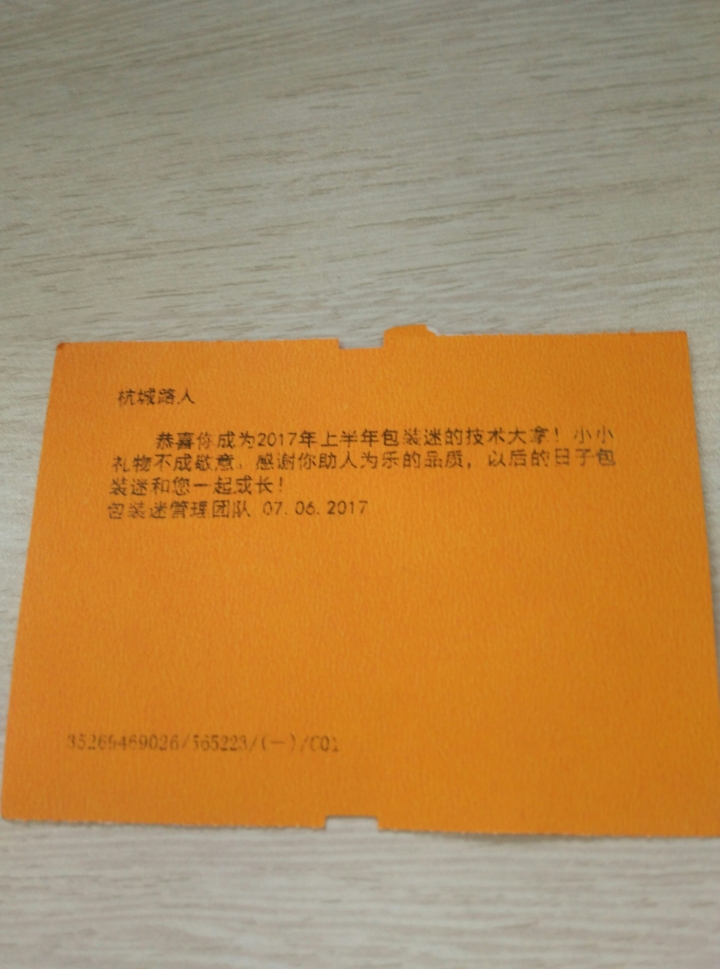 杭城路人
恭喜你成为2017年上半年包装迷的技术大拿！小小
礼物不成敬意。感谢你助人为乐的品质，以后的日子包
装迷和您一起成长！
包装迷管理团队 07.06.2017
35269469026/565223/(一)/C01